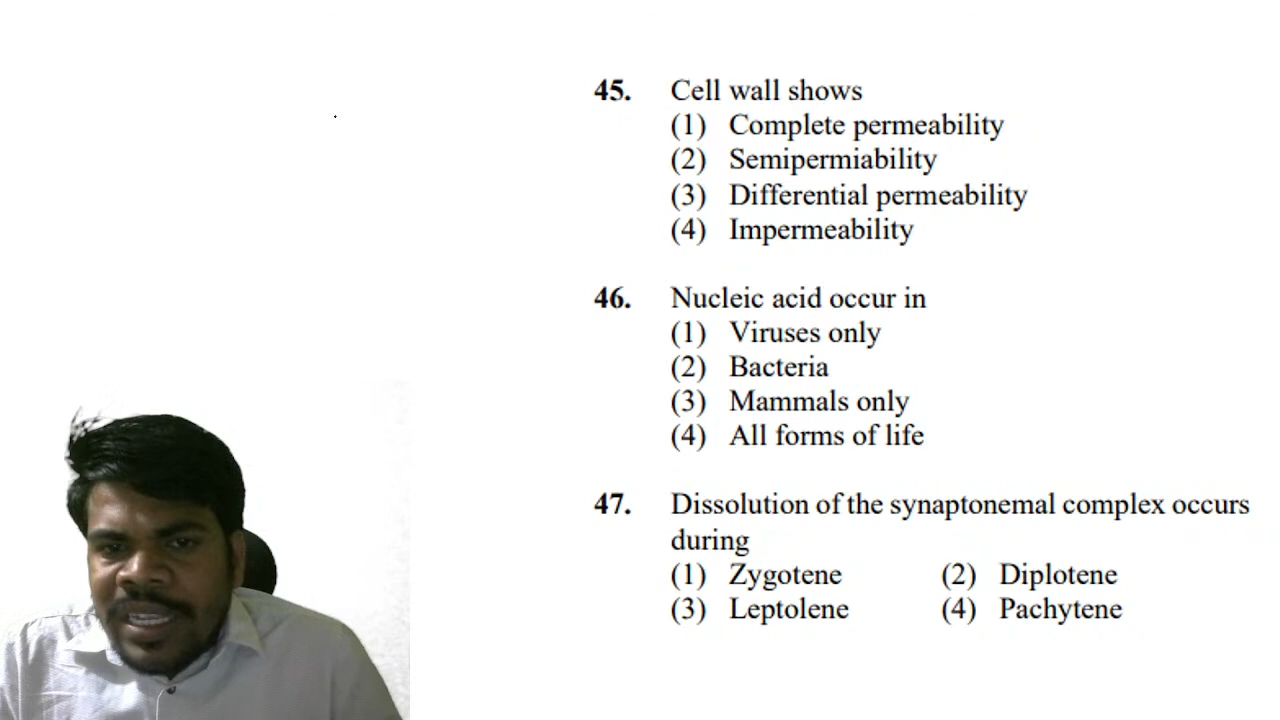 45. Cell wall shows
(1) Complete permeability
(2) Semipermiability
(3) Differential permeability
(4) Impermeability
46. Nucleic acid occur in
(1) Viruses only
(2) Bacteria
(3) Mammals only
(4) All forms of life
47. Dissolution of the synaptonemal complex occurs
during
(1) Zygotene (2) Diplotene
(3) Leptolene (4) Pachytene